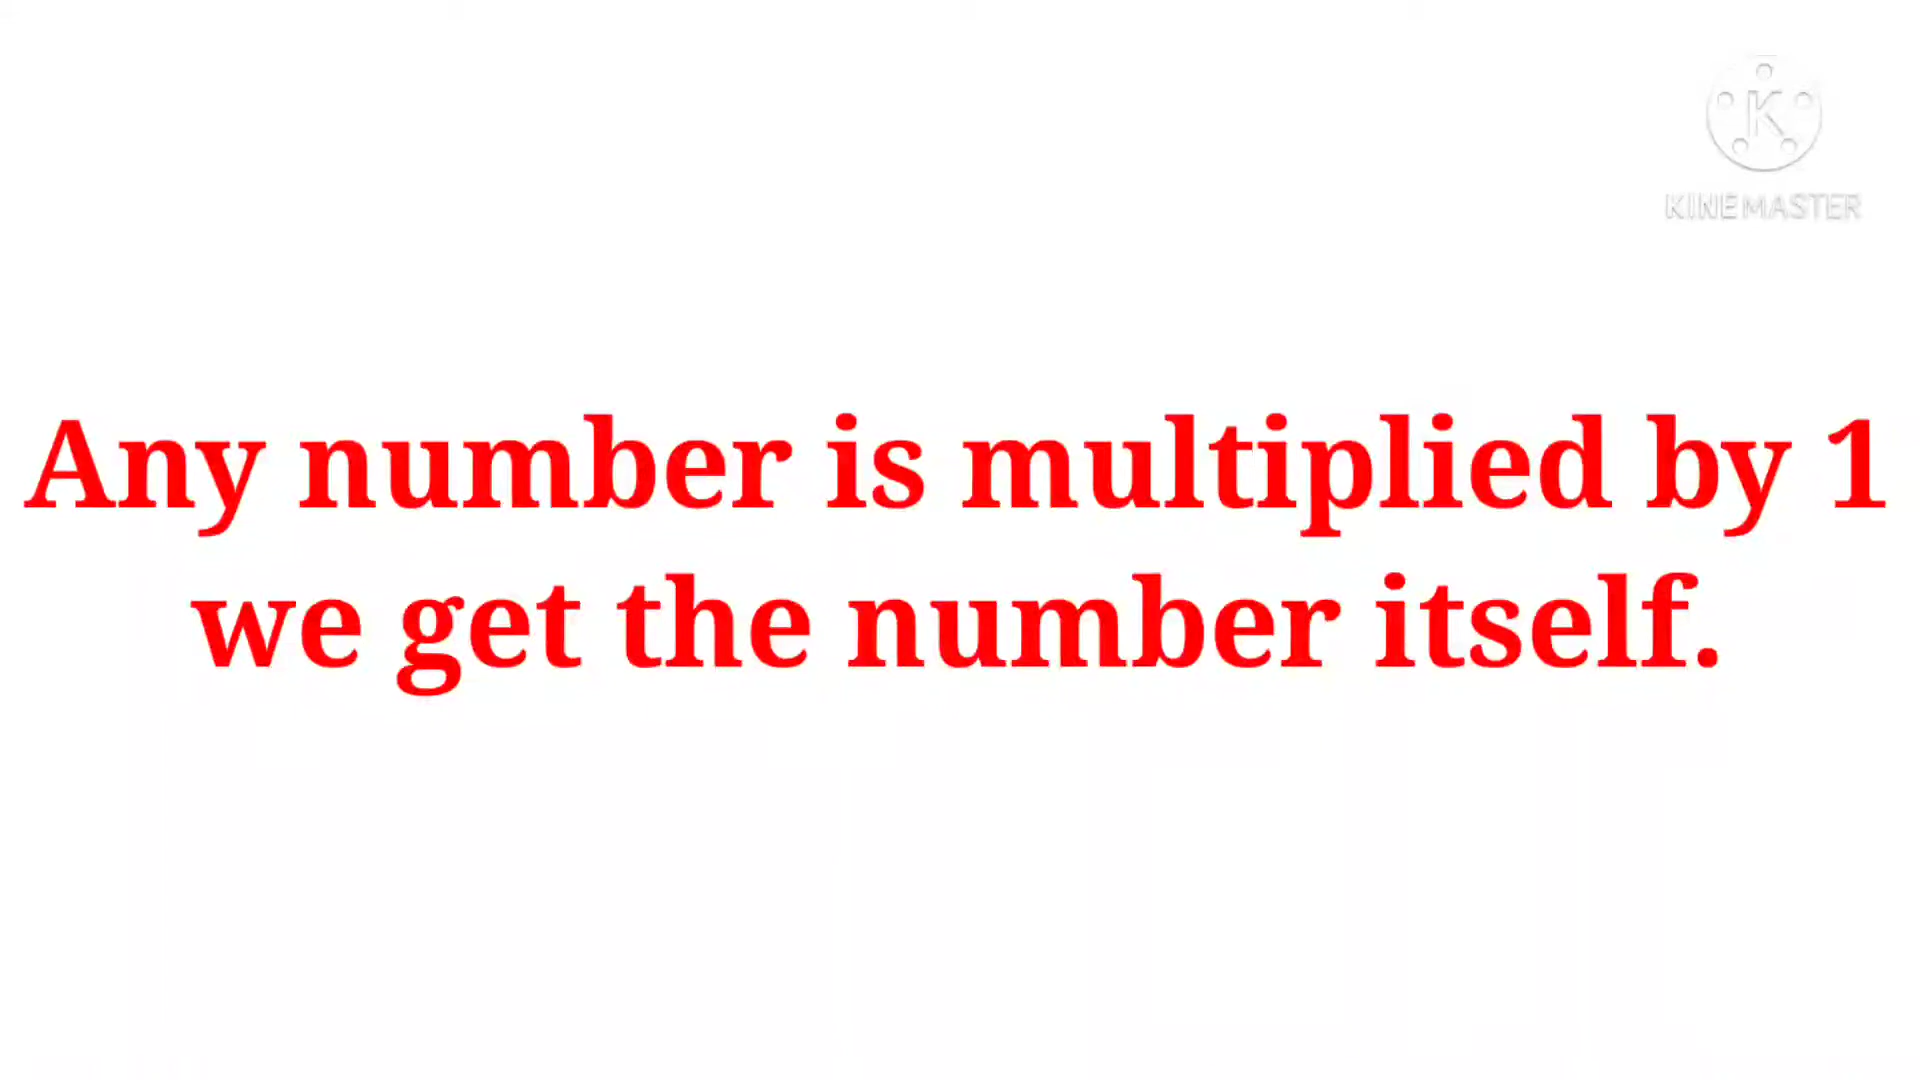 KINEMASTER
Any number is multiplied by 1
we get the number itself.